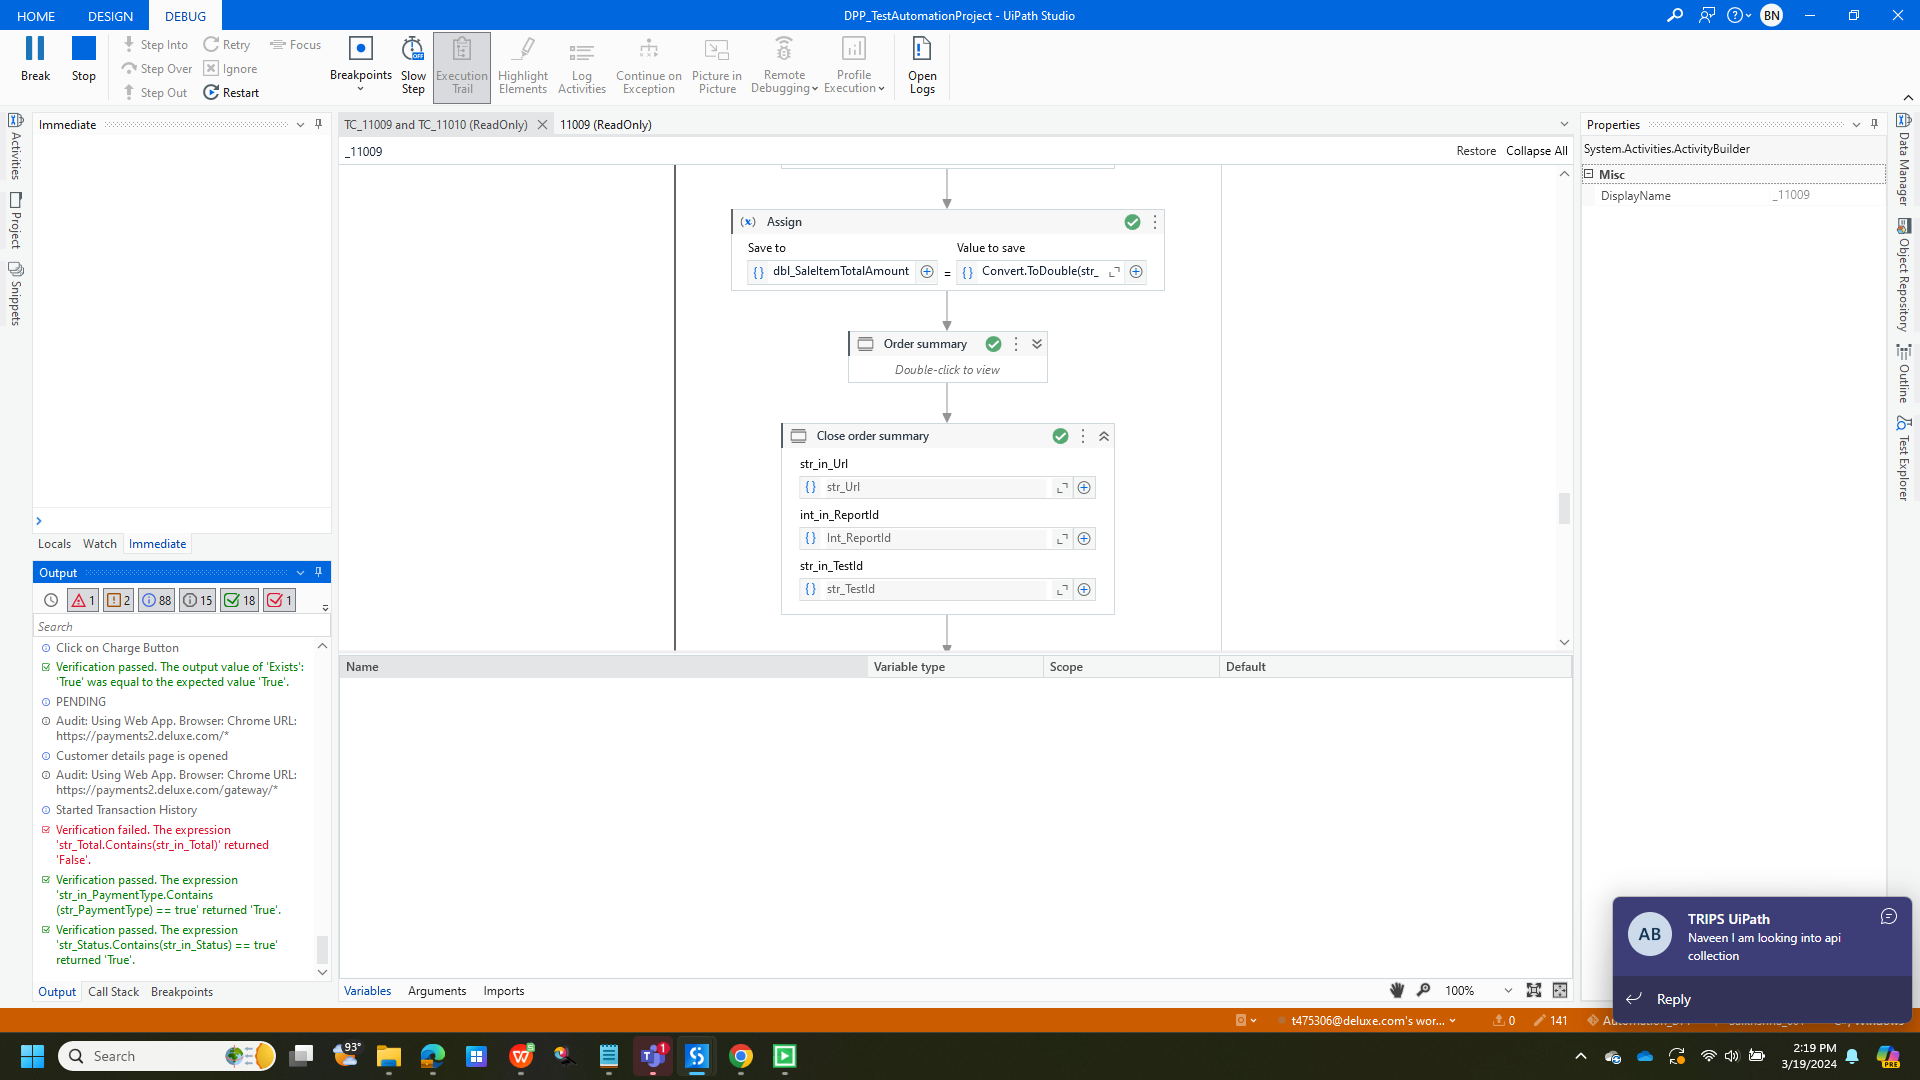 HOME DESIGN DEBUG
DPP_TestAutomationProject - UiPath Studio
BN
Break
Stop
Step Into
Step Over
Step Out
Retry
Ignore
Restart
Focus
Breakpoints
Slow
Step
Execution
Trail
Highlight
Elements
Log
Activities
Continue on
Exception
Picture in
Picture
Remote
Debugging
Profile
Execution
Open
Logs
Activities
Project
Snippets
Immediate
Locals Watch Immediate
Output
1 2 88 15 18 1
Search
Click on Charge Button
Verification passed. The output value of 'Exists':
'True' was equal to the expected value 'True'.
PENDING
Audit: Using Web App. Browser: Chrome URL:
https://payments2.deluxe.com/*
Customer details page is opened
Audit: Using Web App. Browser: Chrome URL:
https://payments2.deluxe.com/gateway/*
Started Transaction History
Verification failed. The expression
'str_Total.Contains(str_in_Total)' returned
'False'.
Verification passed. The expression
'str_in_PaymentType.Contains
(str_PaymentType) == true' returned 'True'.
Verification passed. The expression
'str_Status.Contains(str_in_Status) == true'
returned 'True'.
Output Call Stack Breakpoints
TC_11009 and TC_11010 (ReadOnly)
11009 (ReadOnly)
_11009
Restore Collapse All
Assign
Save to
Value to save
dbl_SaleItemTotalAmount
=
Convert.ToDouble(str_
Order summary
Double-click to view
Close order summary
str_in_Url
str_Url
int_in_ReportId
Int_ReportId
str_in_TestId
str_TestId
Name Variable type Scope Default
Variables Arguments Imports
100%
Properties
System.Activities.ActivityBuilder
Misc
DisplayName _11009
Data Manager
Object Repository
Outline
Test Explorer
AB
TRIPS UiPath
Naveen I am looking into api
collection
Reply
t475306@deluxe.com's wor...
0
141
93°
Search
1
2:19 PM
3/19/2024
PRE